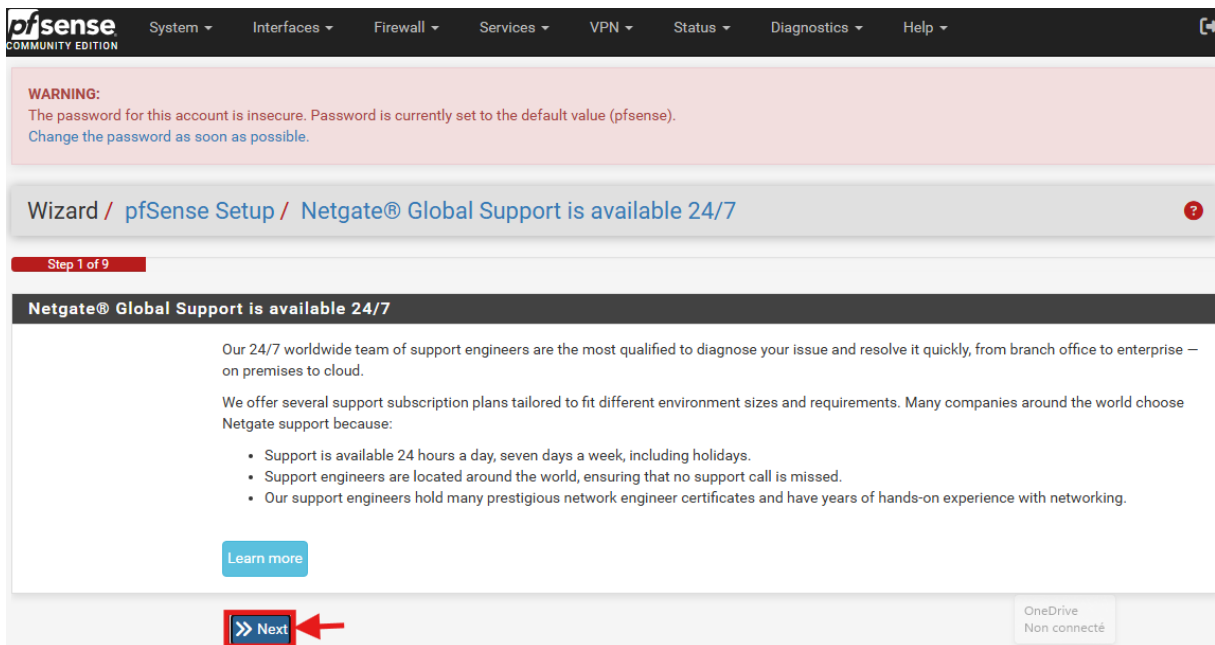 pfsense
COMMUNITY EDITION
System Interfaces Firewall Services VPN Status Diagnostics Help
WARNING:
The password for this account is insecure. Password is currently set to the default value (pfsense).
Change the password as soon as possible.
Wizard / pfSense Setup / Netgate® Global Support is available 24/7
?
Step 1 of 9
Netgate® Global Support is available 24/7
Our 24/7 worldwide team of support engineers are the most qualified to diagnose your issue and resolve it quickly, from branch office to enterprise —
on premises to cloud.
We offer several support subscription plans tailored to fit different environment sizes and requirements. Many companies around the world choose
Netgate support because:
• Support is available 24 hours a day, seven days a week, including holidays.
• Support engineers are located around the world, ensuring that no support call is missed.
• Our support engineers hold many prestigious network engineer certificates and have years of hands-on experience with networking.
Learn more
Next
OneDrive
Non connecté